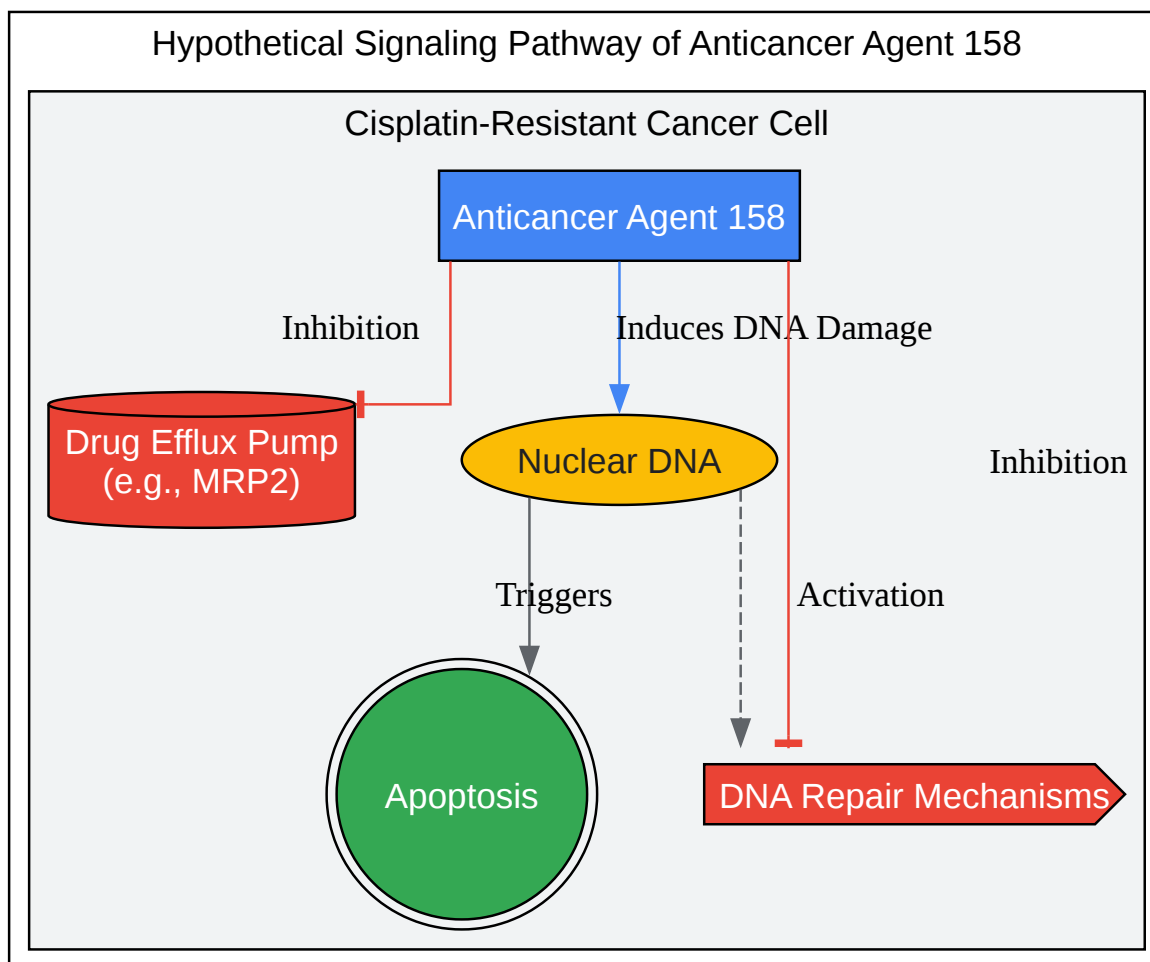 Hypothetical Signaling Pathway of Anticancer Agent 158
Cisplatin-Resistant Cancer Cell
Anticancer Agent 158
Inhibition
Induces DNA Damage
Drug Efflux Pump
(e.g., MRP2)
Nuclear DNA
Inhibition
Triggers
Activation
Apoptosis
DNA Repair Mechanisms